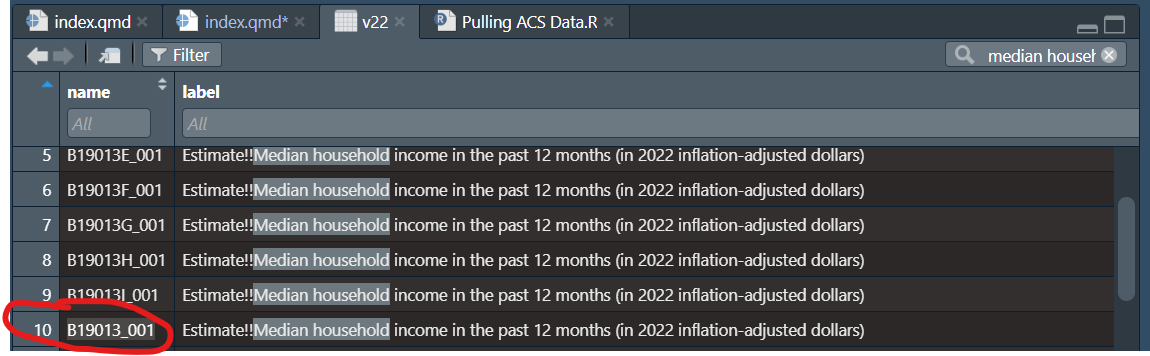 index.qmd index.qmd* v22 Pulling ACS Data.R
Filter median househ
name label
All All
5 B19013E_001 Estimate!!Median household income in the past 12 months (in 2022 inflation-adjusted dollars)
6 B19013F_001 Estimate!!Median household income in the past 12 months (in 2022 inflation-adjusted dollars)
7 B19013G_001 Estimate!!Median household income in the past 12 months (in 2022 inflation-adjusted dollars)
8 B19013H_001 Estimate!!Median household income in the past 12 months (in 2022 inflation-adjusted dollars)
9 B19013I_001 Estimate!!Median household income in the past 12 months (in 2022 inflation-adjusted dollars)
10 B19013_001 Estimate!!Median household income in the past 12 months (in 2022 inflation-adjusted dollars)